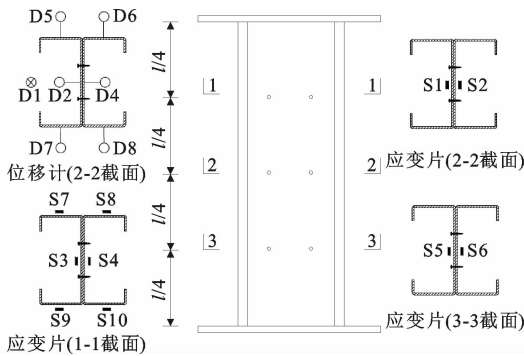 D5 D6
D1 D2 D4
D7 D8
位移计(2-2截面)
S7 S8
S3 S4
S9 S10
应变片(1-1截面)
l/4
l/4
l/4
l/4
1 1
2 2
3 3
S1 S2
应变片(2-2截面)
S5 S6
应变片(3-3截面)